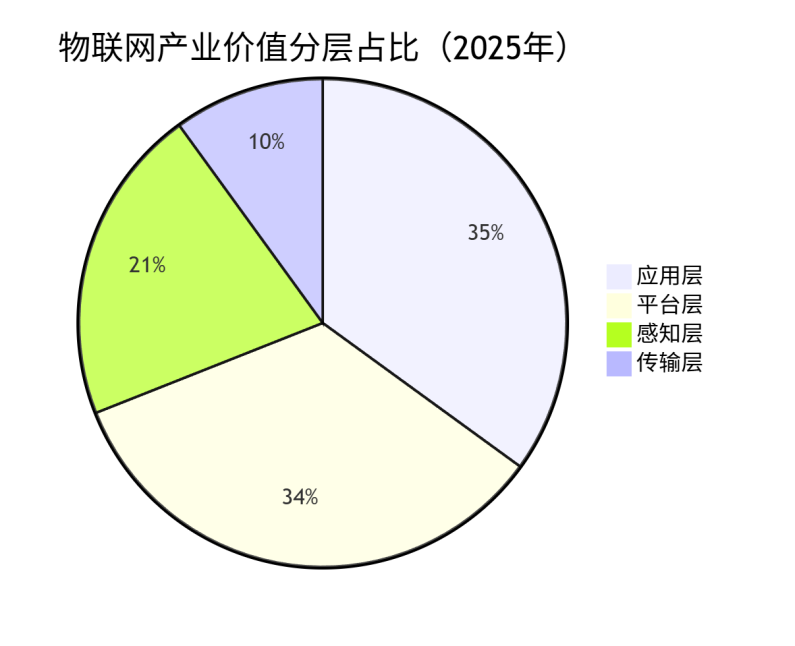 物联网产业价值分层占比（2025年）
10%
35%
21%
34%
应用层
平台层
感知层
传输层